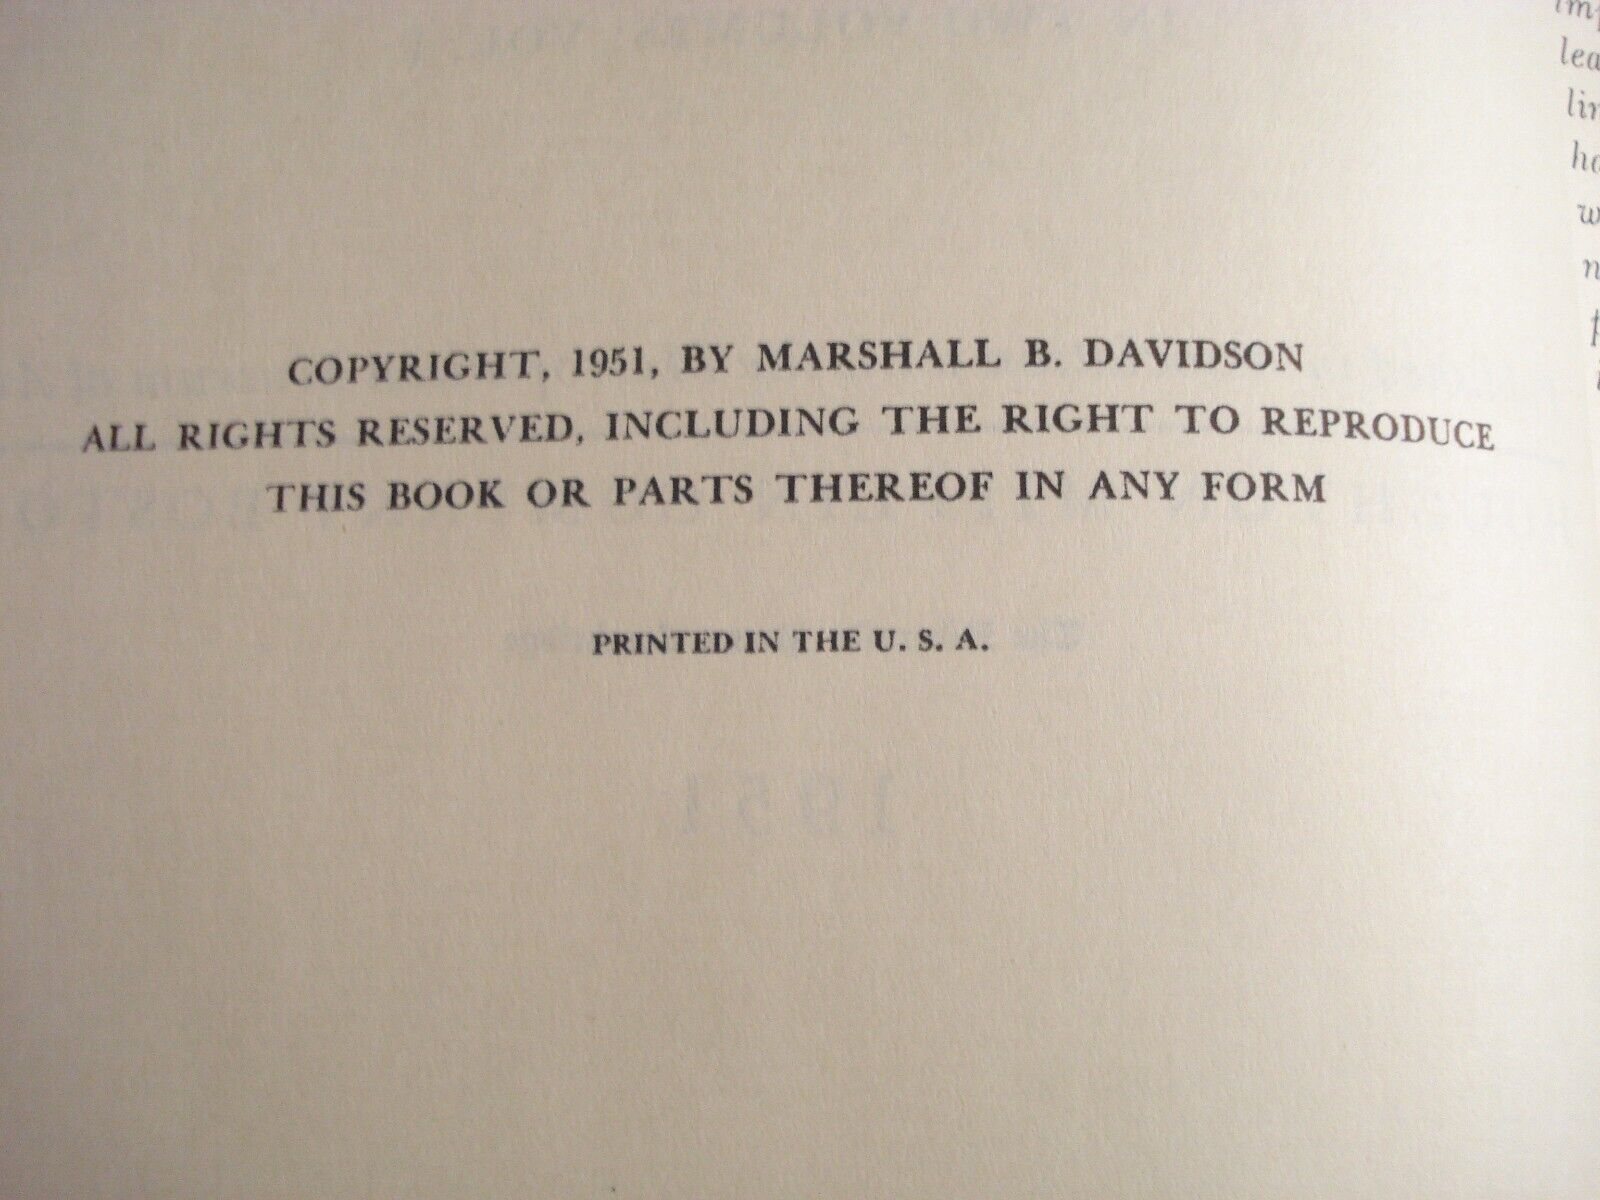 COPYRIGHT, 1951, BY MARSHALL B. DAVIDSON
ALL RIGHTS RESERVED, INCLUDING THE RIGHT TO REPRODUCE
THIS BOOK OR PARTS THEREOF IN ANY FORM
PRINTED IN THE U. S. A.
1951